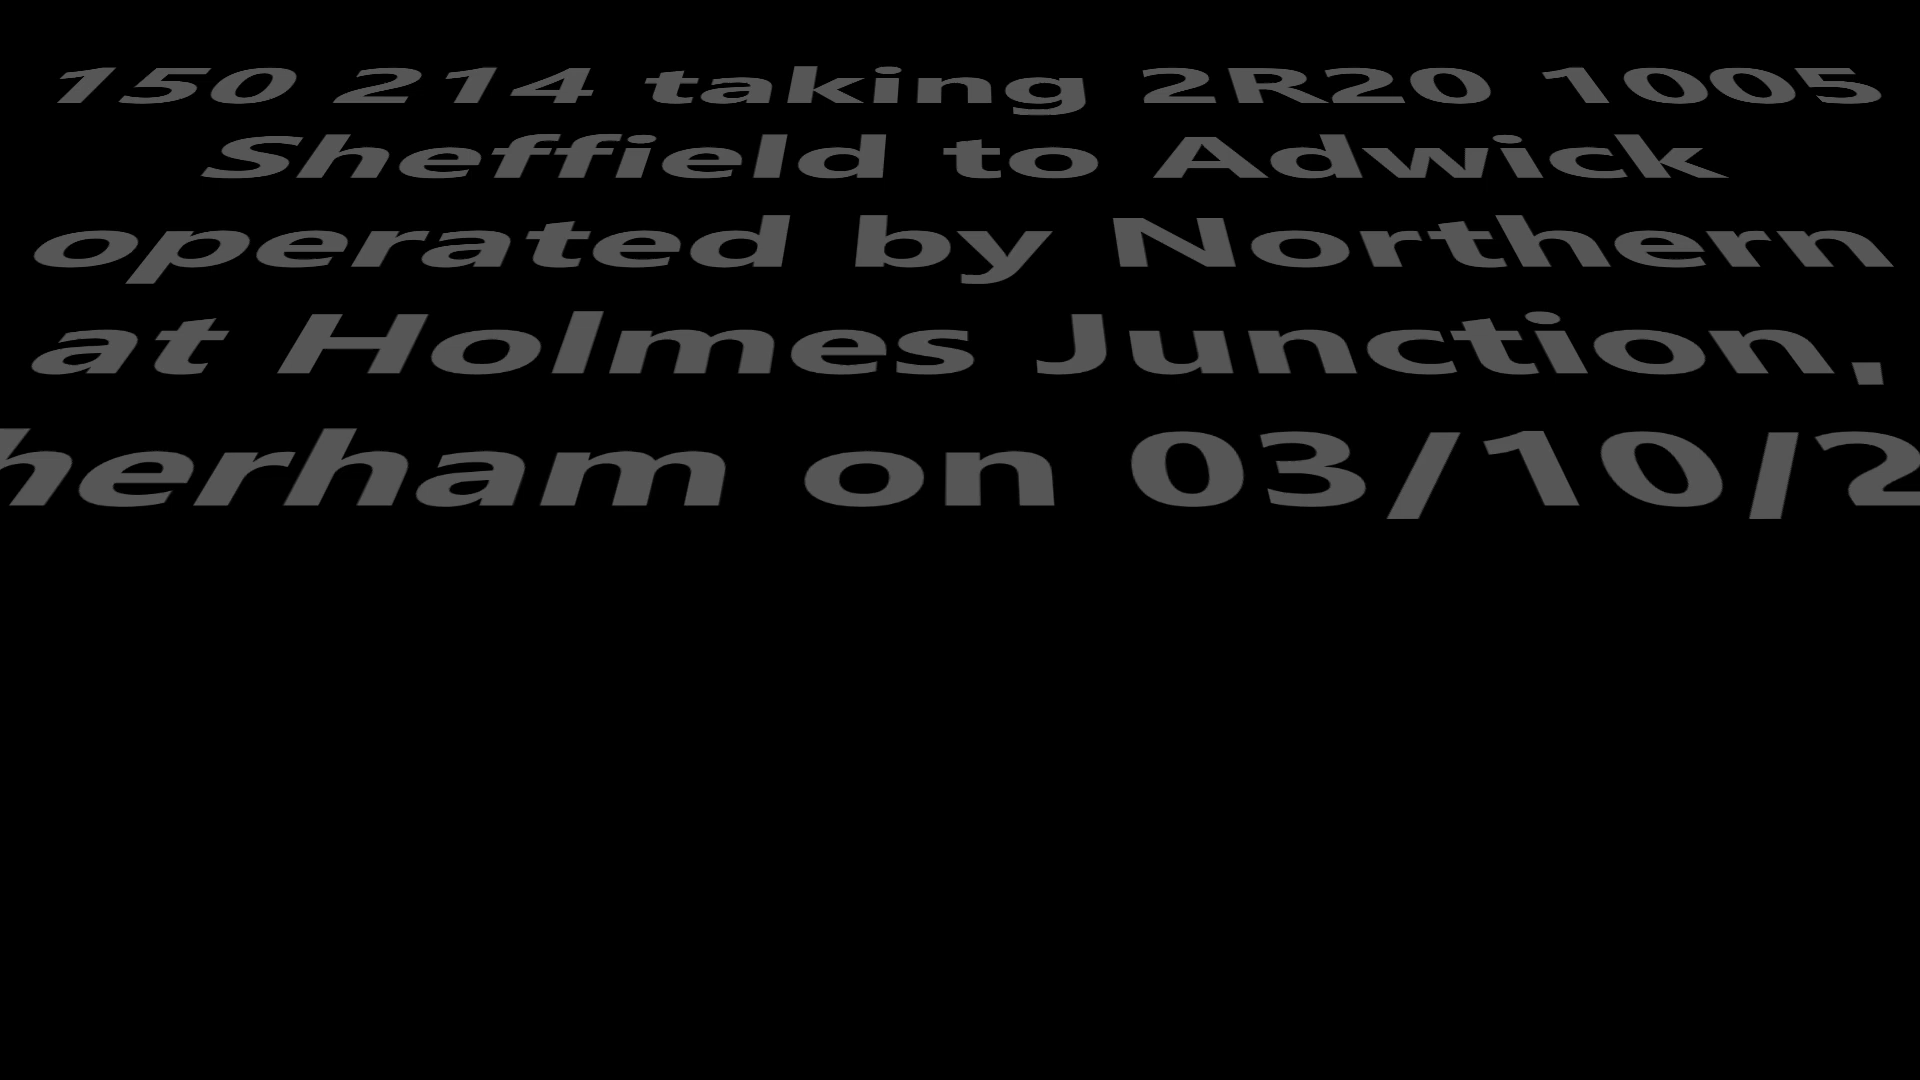 150 214 taking 2R20 1005
Sheffield to Adwick
operated by Northern
at Holmes Junction,
herham on 03/10/2